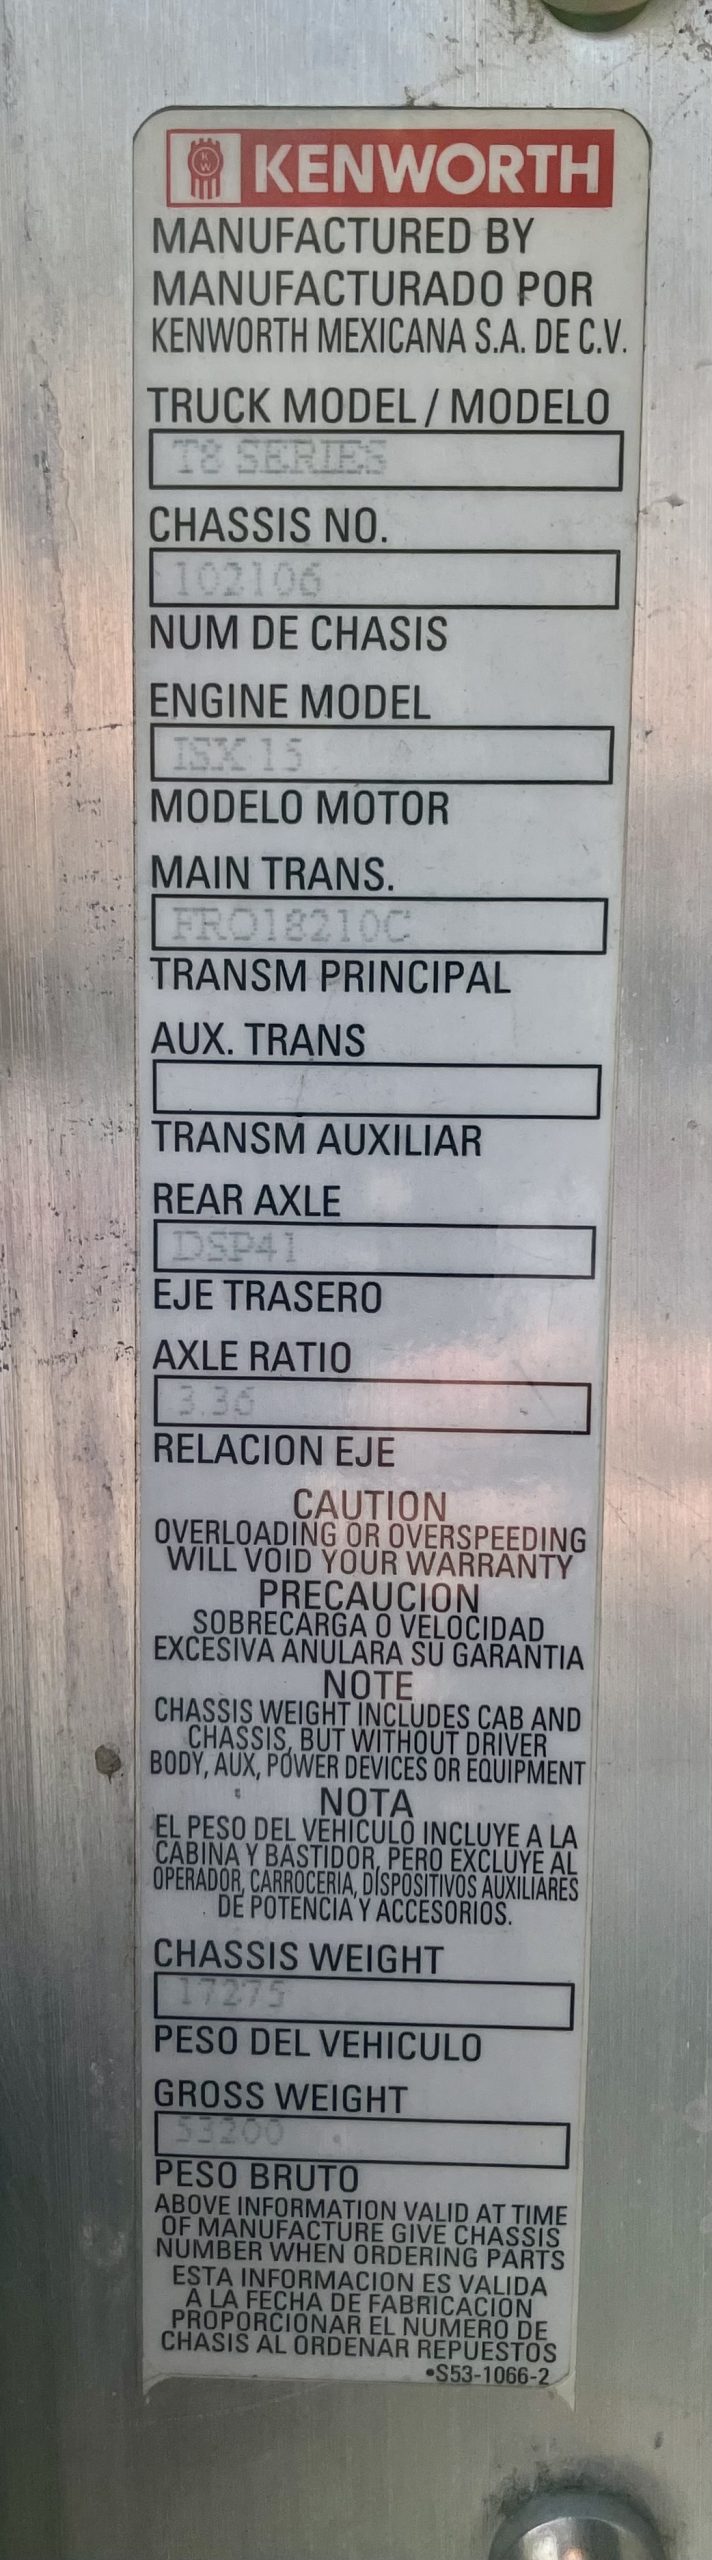 KENWORTH
MANUFACTURED BY
MANUFACTURADO POR
KENWORTH MEXICANA S.A. DE C.V.
TRUCK MODEL / MODELO
T8 SERIES
CHASSIS NO.
102106
NUM DE CHASIS
ENGINE MODEL
ISX 15
MODELO MOTOR
MAIN TRANS.
FRO18210C
TRANSM PRINCIPAL
AUX. TRANS
TRANSM AUXILIAR
REAR AXLE
DSP41
EJE TRASERO
AXLE RATIO
3.36
RELACION EJE
CAUTION
OVERLOADING OR OVERSPEEDING
WILL VOID YOUR WARRANTY
PRECAUCION
SOBRECARGA O VELOCIDAD
EXCESIVA ANULARA SU GARANTIA
NOTE
CHASSIS WEIGHT INCLUDES CAB AND
CHASSIS, BUT WITHOUT DRIVER
BODY, AUX, POWER DEVICES OR EQUIPMENT
NOTA
EL PESO DEL VEHICULO INCLUYE A LA
CABINA Y BASTIDOR, PERO EXCLUYE AL
OPERADOR, CARROCERIA, DISPOSITIVOS AUXILIARES
DE POTENCIA Y ACCESORIOS.
CHASSIS WEIGHT
17275
PESO DEL VEHICULO
GROSS WEIGHT
53200
PESO BRUTO
ABOVE INFORMATION VALID AT TIME
OF MANUFACTURE GIVE CHASSIS
NUMBER WHEN ORDERING PARTS
ESTA INFORMACION ES VALIDA
A LA FECHA DE FABRICACION
PROPORCIONAR EL NUMERO DE
CHASIS AL ORDENAR REPUESTOS
•S53-1066-2